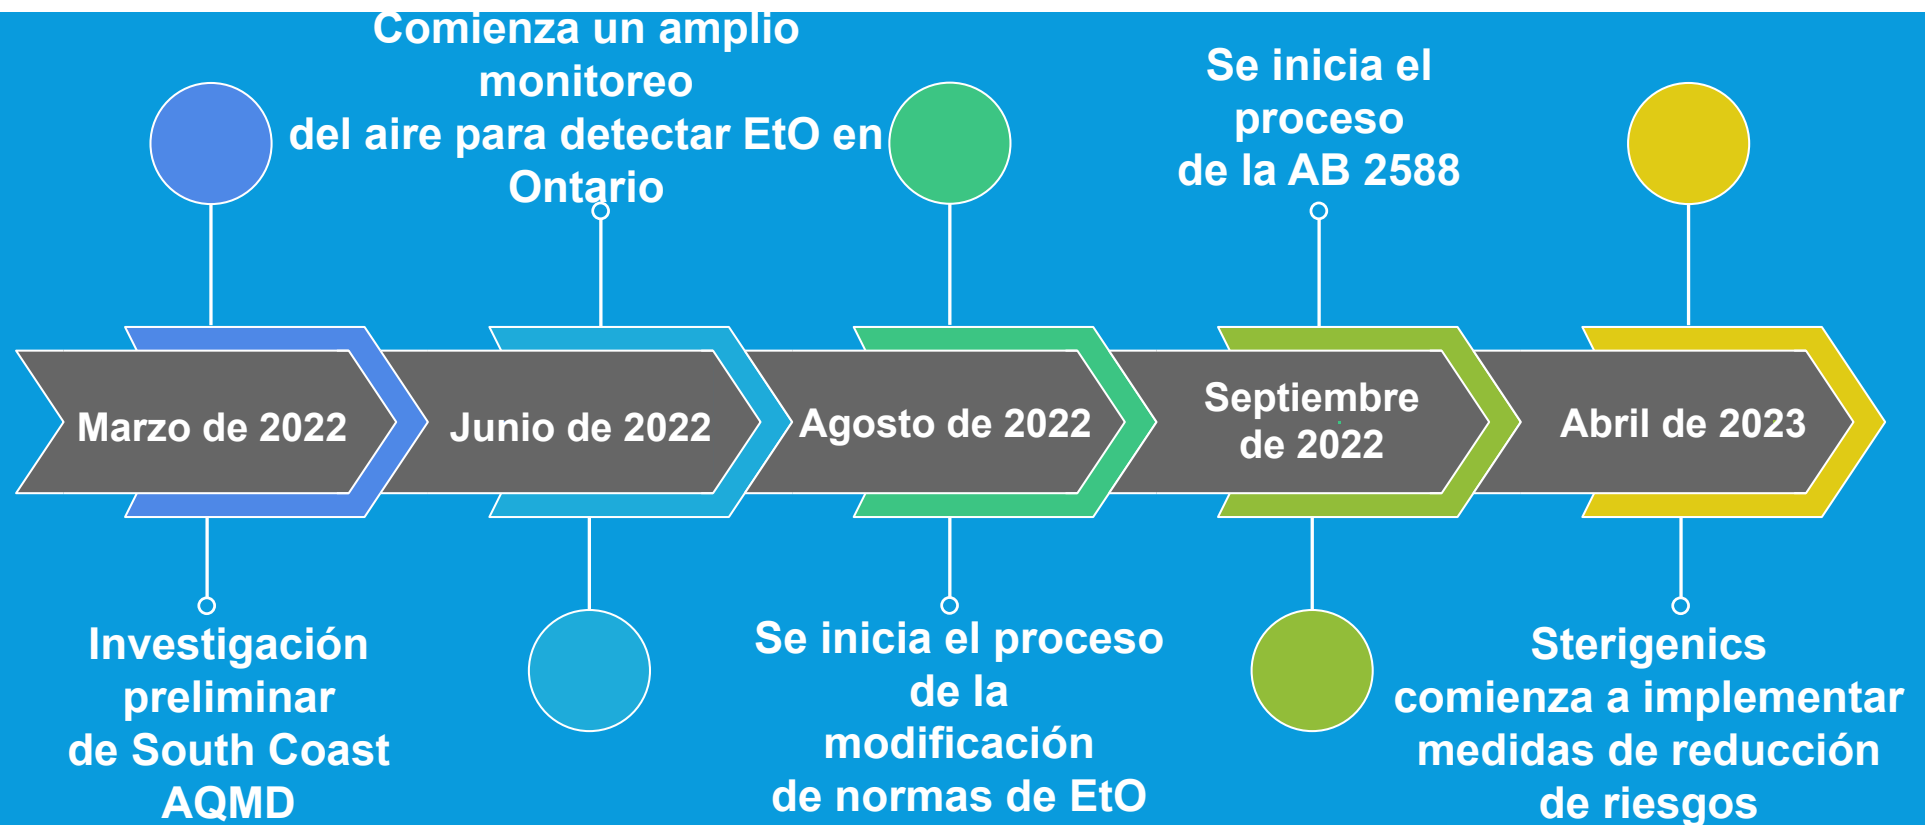 Comienza un amplio
monitoreo
del aire para detectar EtO en
Ontario
Se inicia el
proceso
de la AB 2588
Marzo de 2022
Junio de 2022
Agosto de 2022
Septiembre
de 2022
Abril de 2023
Investigación
preliminar
de South Coast
AQMD
Se inicia el proceso
de la
modificación
de normas de EtO
Sterigenics
comienza a implementar
medidas de reducción
de riesgos